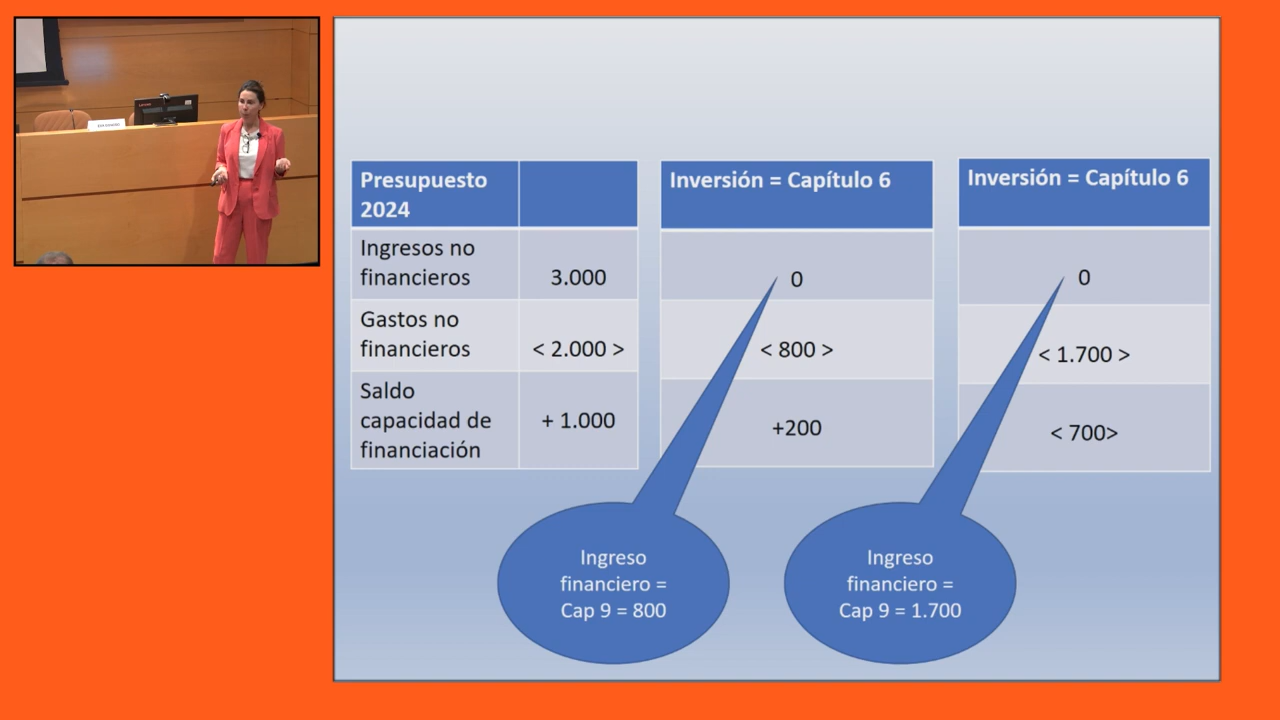 Presupuesto
2024
Inversión = Capítulo 6
Inversión = Capítulo 6
Ingresos no
financieros
3.000
0
0
Gastos no
financieros
< 2.000 >
< 800 >
< 1.700 >
Saldo
capacidad de
financiación
+ 1.000
+200
< 700>
Ingreso
financiero =
Cap 9 = 800
Ingreso
financiero =
Cap 9 = 1.700